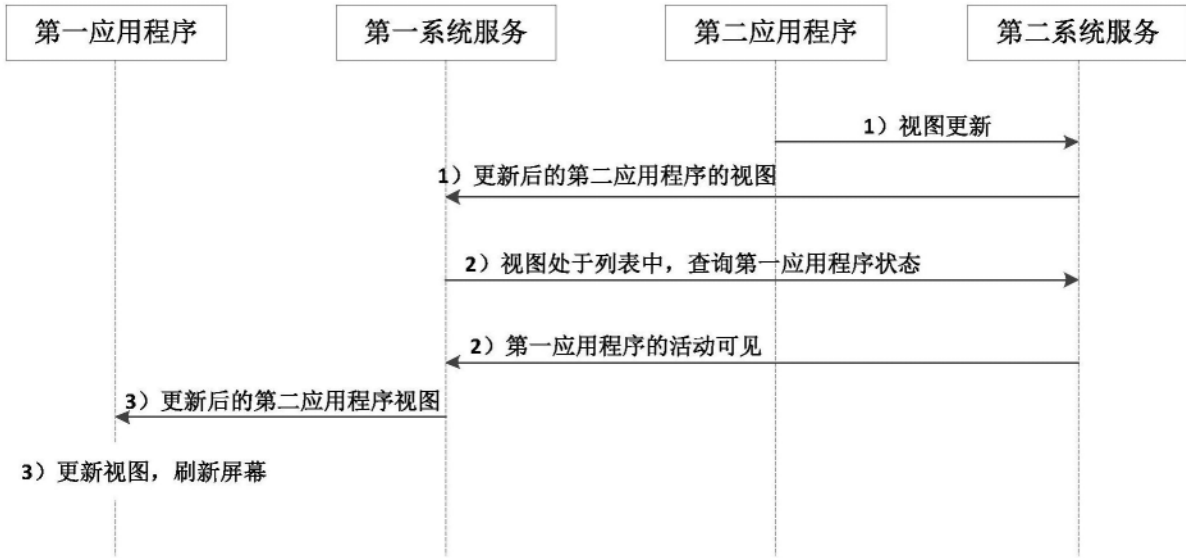 第一应用程序
第一系统服务
第二应用程序
第二系统服务
1）视图更新
1）更新后的第二应用程序的视图
2）视图处于列表中，查询第一应用程序状态
2）第一应用程序的活动可见
3）更新后的第二应用程序视图
3）更新视图，刷新屏幕